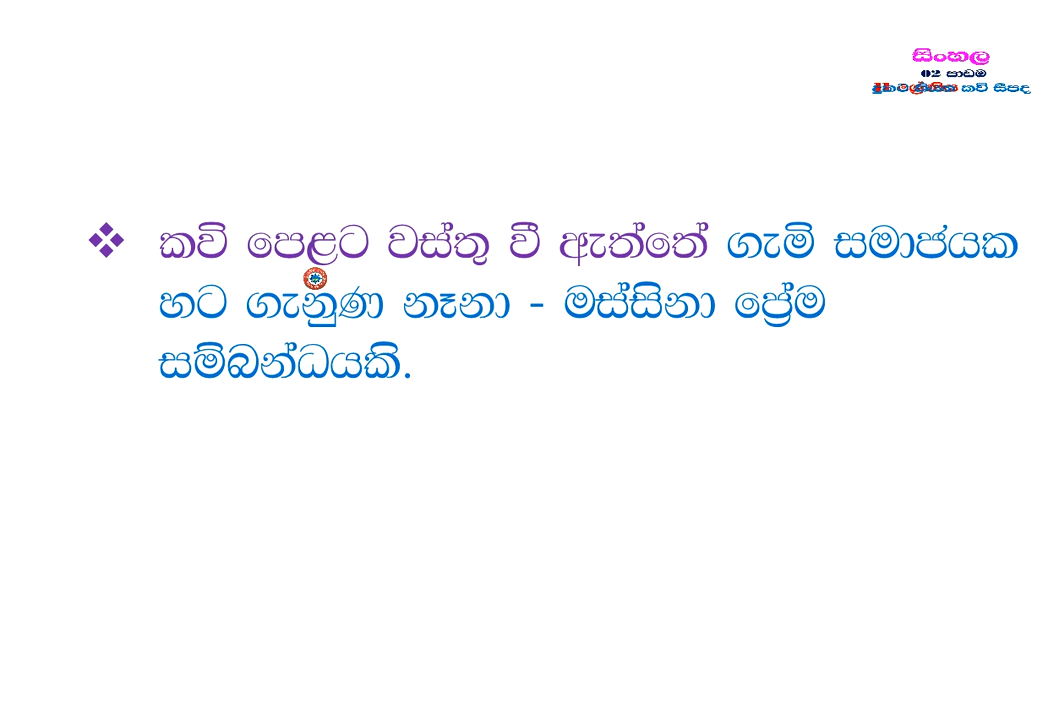 සිංහල
02 පාඩම
කවි සීපද
❖ කවි පෙළට වස්තු වී ඇත්තේ ගැමි සමාජයක
හට ගැනුණ නෑනා - මස්සිනා ප්‍රේම
සම්බන්ධයකි.